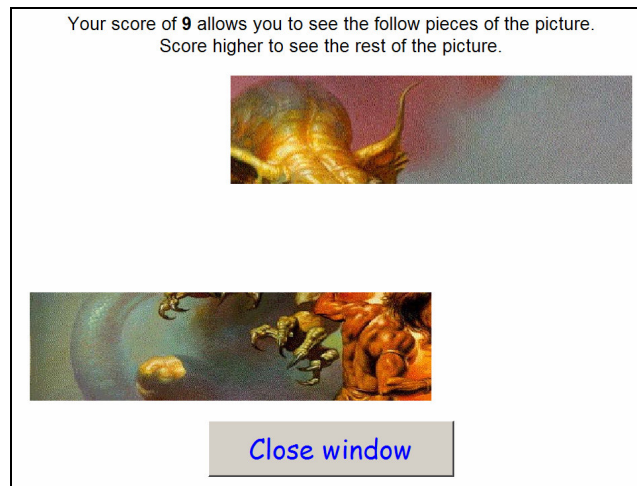 Your score of 9 allows you to see the follow pieces of the picture.
Score higher to see the rest of the picture.
Close window